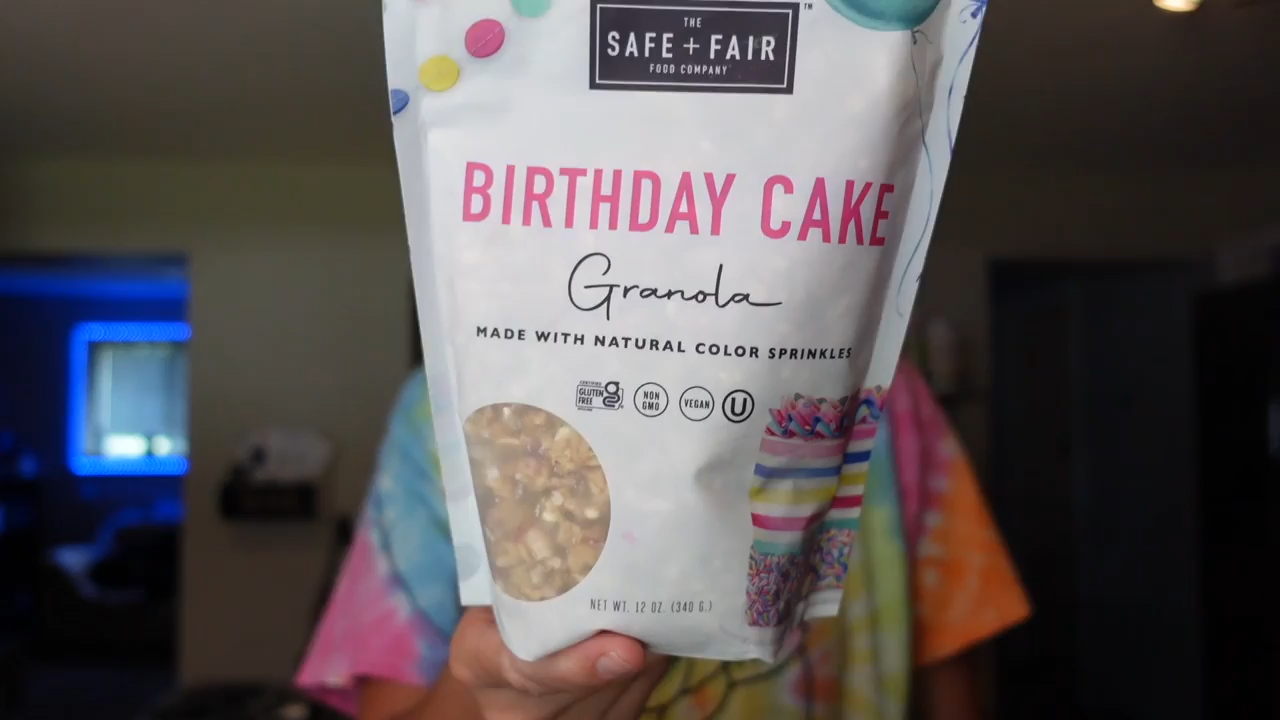 THE
SAFE + FAIR
FOOD COMPANY
™
BIRTHDAY CAKE
Granola
MADE WITH NATURAL COLOR SPRINKLES
CERTIFIED
GLUTEN
FREE
NON
GMO
VEGAN
U
NET WT. 12 OZ. (340 G.)